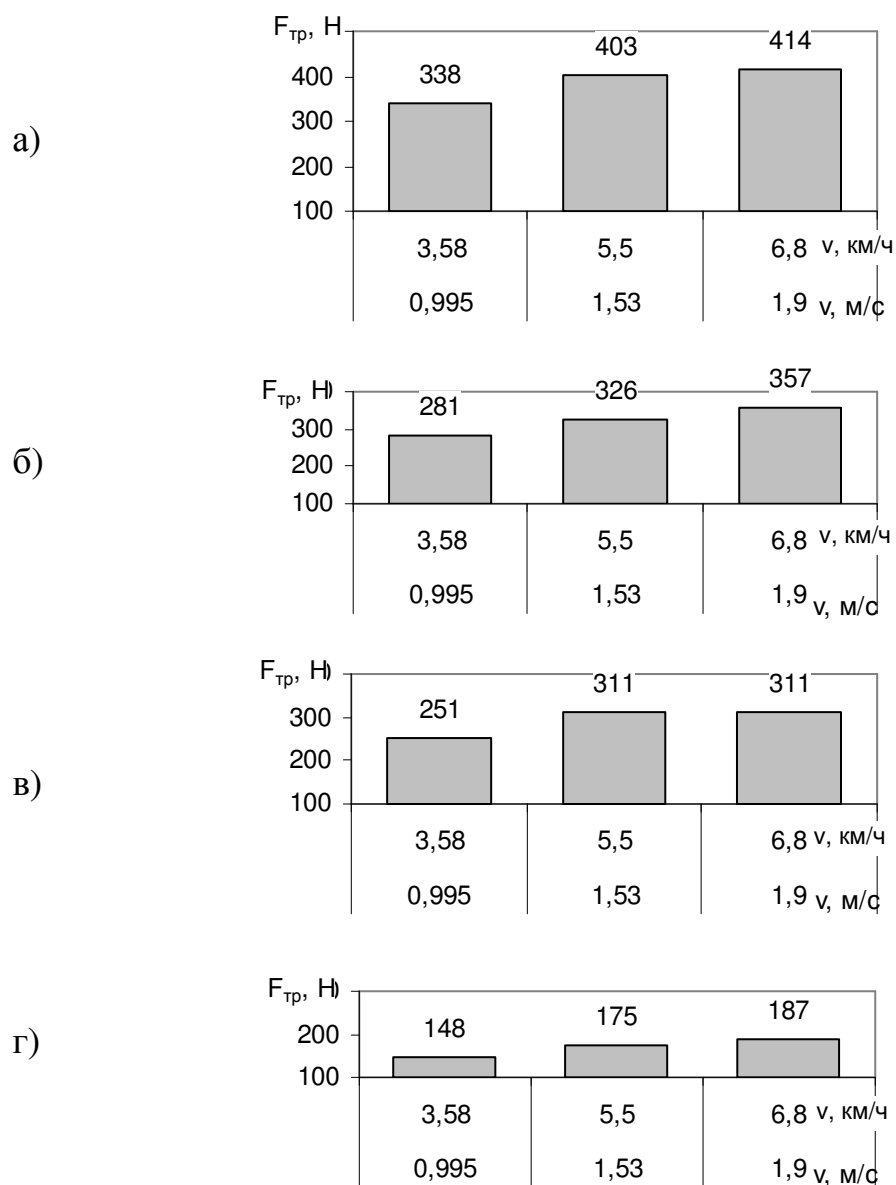 Fтр, Н
338 403 414
400
300
200
100
а)
3,58 5,5 6,8 v, км/ч
0,995 1,53 1,9 v, м/с
Fтр, Н)
281 326 357
300
200
100
б)
3,58 5,5 6,8 v, км/ч
0,995 1,53 1,9 v, м/с
Fтр, Н)
251 311 311
300
200
100
в)
3,58 5,5 6,8 v, км/ч
0,995 1,53 1,9 v, м/с
Fтр, Н)
148 175 187
200
100
г)
3,58 5,5 6,8 v, км/ч
0,995 1,53 1,9 v, м/с